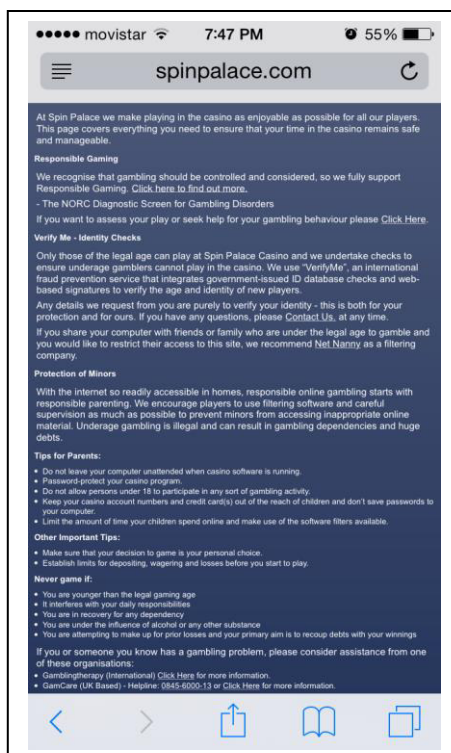 movistar 7:47 PM 55%
spinpalace.com
At Spin Palace we make playing in the casino as enjoyable as possible for all our players.
This page covers everything you need to ensure that your time in the casino remains safe
and manageable.
Responsible Gaming
We recognise that gambling should be controlled and considered, so we fully support
Responsible Gaming. Click here to find out more.
- The NORC Diagnostic Screen for Gambling Disorders
If you want to assess your play or seek help for your gambling behaviour please Click Here.
Verify Me - Identity Checks
Only those of the legal age can play at Spin Palace Casino and we undertake checks to
ensure underage gamblers cannot play in the casino. We use "VerifyMe", an international
fraud prevention service that integrates government-issued ID database checks and web-
based signatures to verify the age and identity of new players.
Any details we request from you are purely to verify your identity - this is both for your
protection and for ours. If you have any questions, please Contact Us, at any time.
If you share your computer with friends or family who are under the legal age to gamble and
you would like to restrict their access to this site, we recommend Net Nanny as a filtering
company.
Protection of Minors
With the internet so readily accessible in homes, responsible online gambling starts with
responsible parenting. We encourage players to use filtering software and careful
supervision as much as possible to prevent minors from accessing inappropriate online
material. Underage gambling is illegal and can result in gambling dependencies and huge
debts.
Tips for Parents:
• Do not leave your computer unattended when casino software is running.
• Password-protect your casino program.
• Do not allow persons under 18 to participate in any sort of gambling activity.
• Keep your casino account numbers and credit card(s) out of the reach of children and don't save passwords to
your computer.
• Limit the amount of time your children spend online and make use of the software filters available.
Other Important Tips:
• Make sure that your decision to game is your personal choice.
• Establish limits for depositing, wagering and losses before you start to play.
Never game if:
• You are younger than the legal gaming age
• It interferes with your daily responsibilities
• You are in recovery for any dependency
• You are under the influence of alcohol or any other substance
• You are attempting to make up for prior losses and your primary aim is to recoup debts with your winnings
If you or someone you know has a gambling problem, please consider assistance from one
of these organisations:
• Gamblingtherapy (International) Click Here for more information.
• GamCare (UK Based) - Helpline: 0845-6000-13 or Click Here for more information.